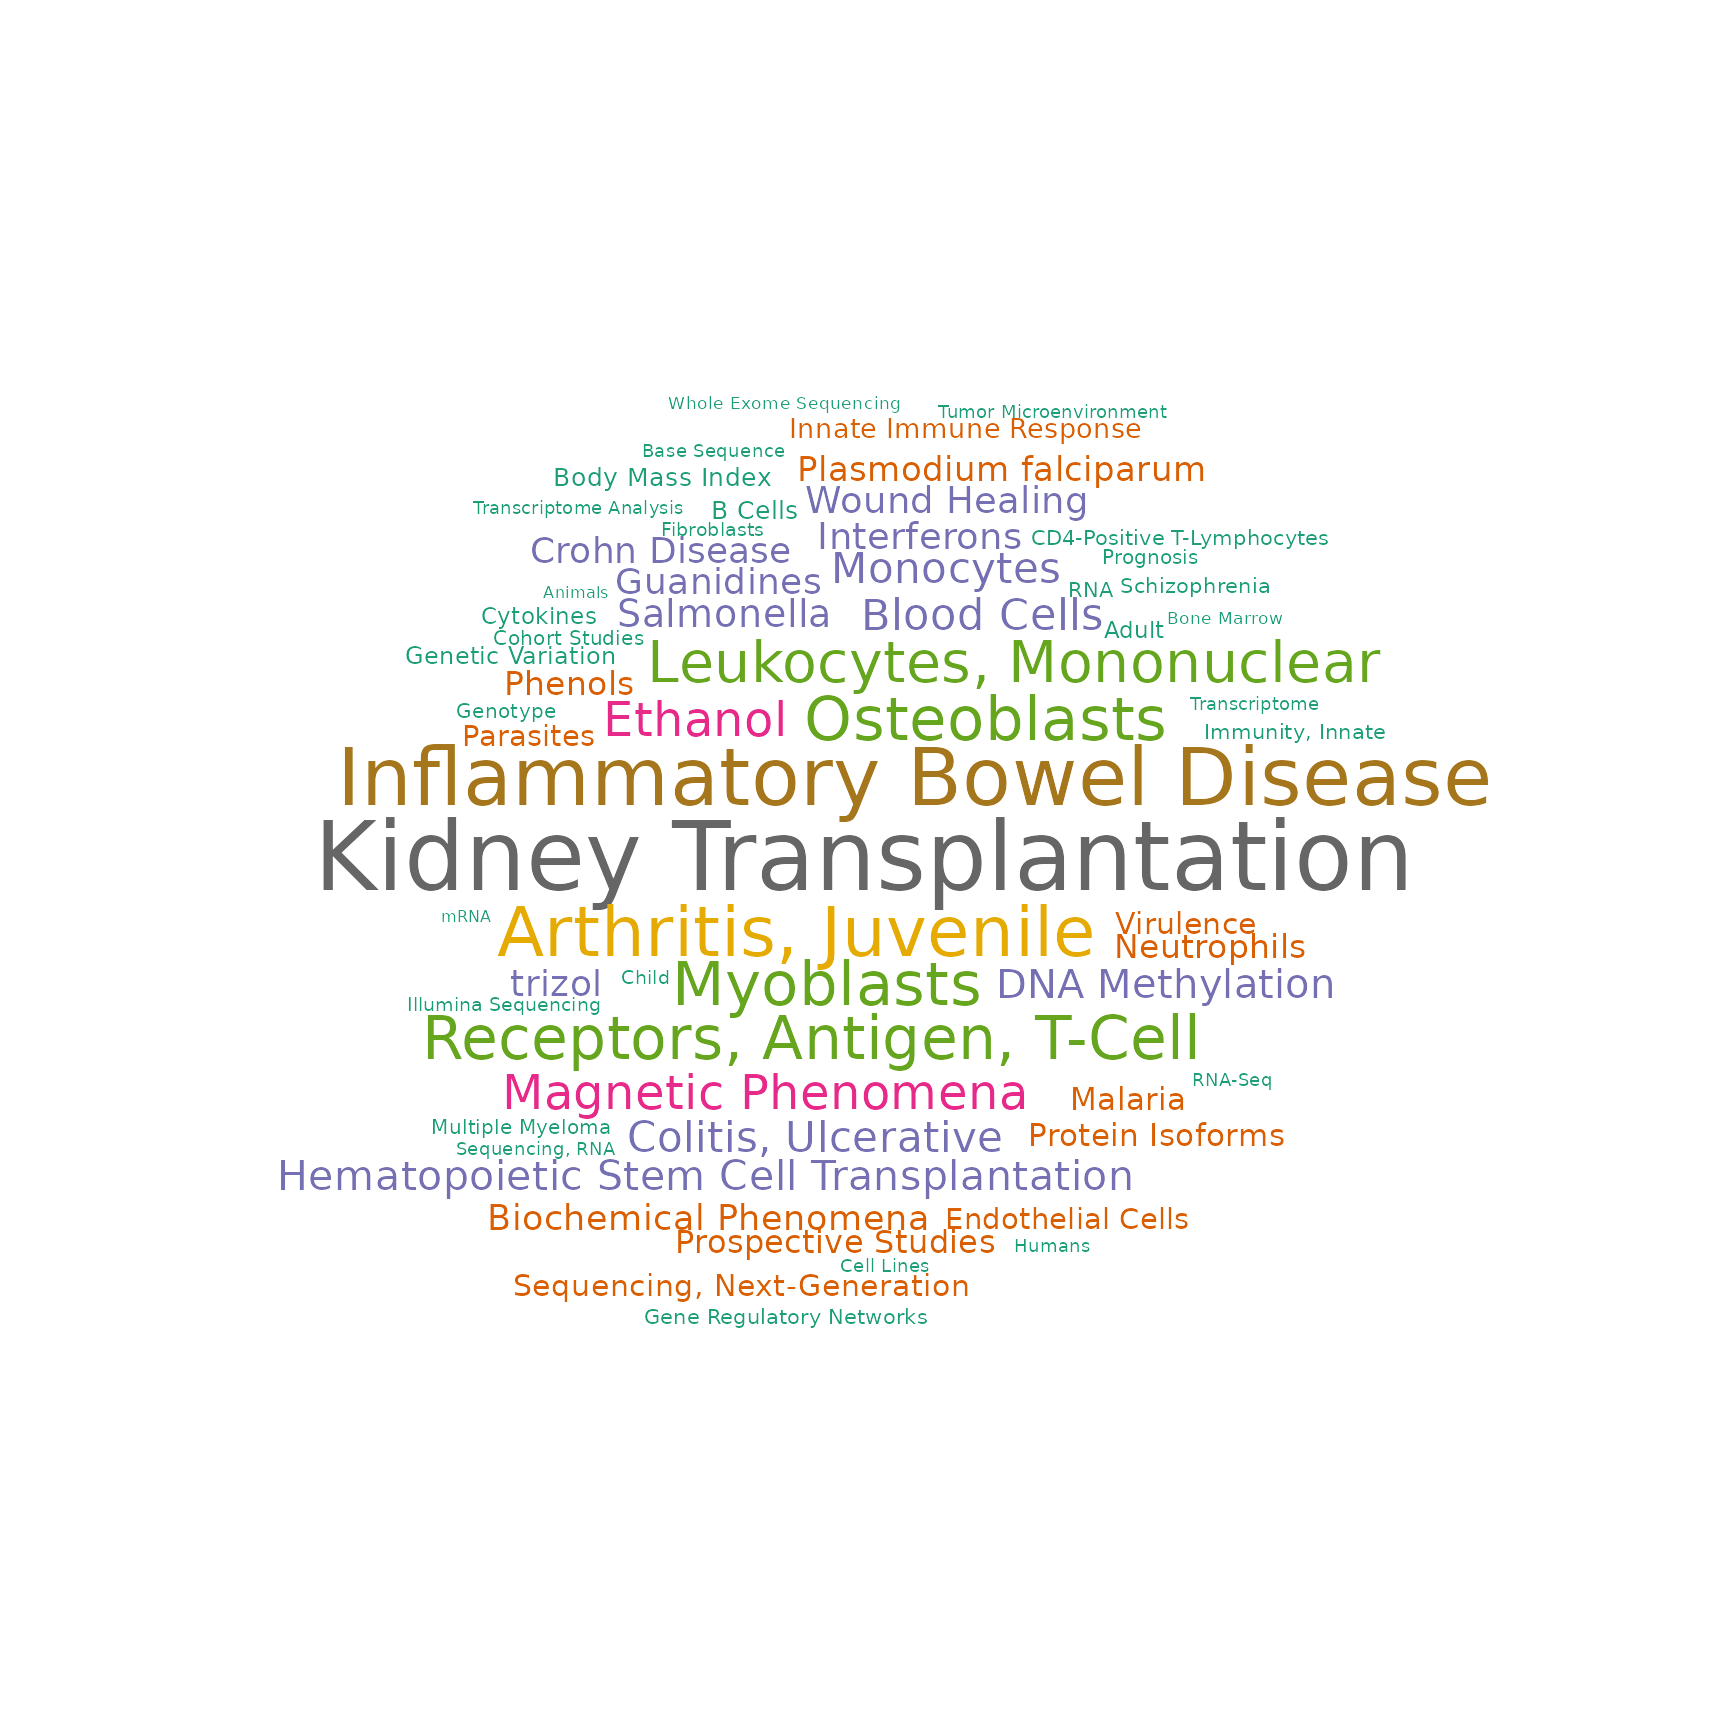 Whole Exome Sequencing
Tumor Microenvironment
Innate Immune Response
Base Sequence
Plasmodium falciparum
Body Mass Index
Wound Healing
Transcriptome Analysis
B Cells
Fibroblasts
Interferons
CD4-Positive T-Lymphocytes
Crohn Disease
Prognosis
Monocytes
Guanidines
Animals
RNA
Schizophrenia
Cytokines
Salmonella
Blood Cells
Bone Marrow
Adult
Cohort Studies
Genetic Variation
Leukocytes, Mononuclear
Phenols
Genotype
Ethanol
Osteoblasts
Transcriptome
Parasites
Immunity, Innate
Inflammatory Bowel Disease
Kidney Transplantation
mRNA
Arthritis, Juvenile
Virulence
Neutrophils
trizol
Child
Myoblasts
DNA Methylation
Illumina Sequencing
Receptors, Antigen, T-Cell
Magnetic Phenomena
RNA-Seq
Malaria
Multiple Myeloma
Colitis, Ulcerative
Protein Isoforms
Sequencing, RNA
Hematopoietic Stem Cell Transplantation
Biochemical Phenomena
Endothelial Cells
Prospective Studies
Humans
Cell Lines
Sequencing, Next-Generation
Gene Regulatory Networks